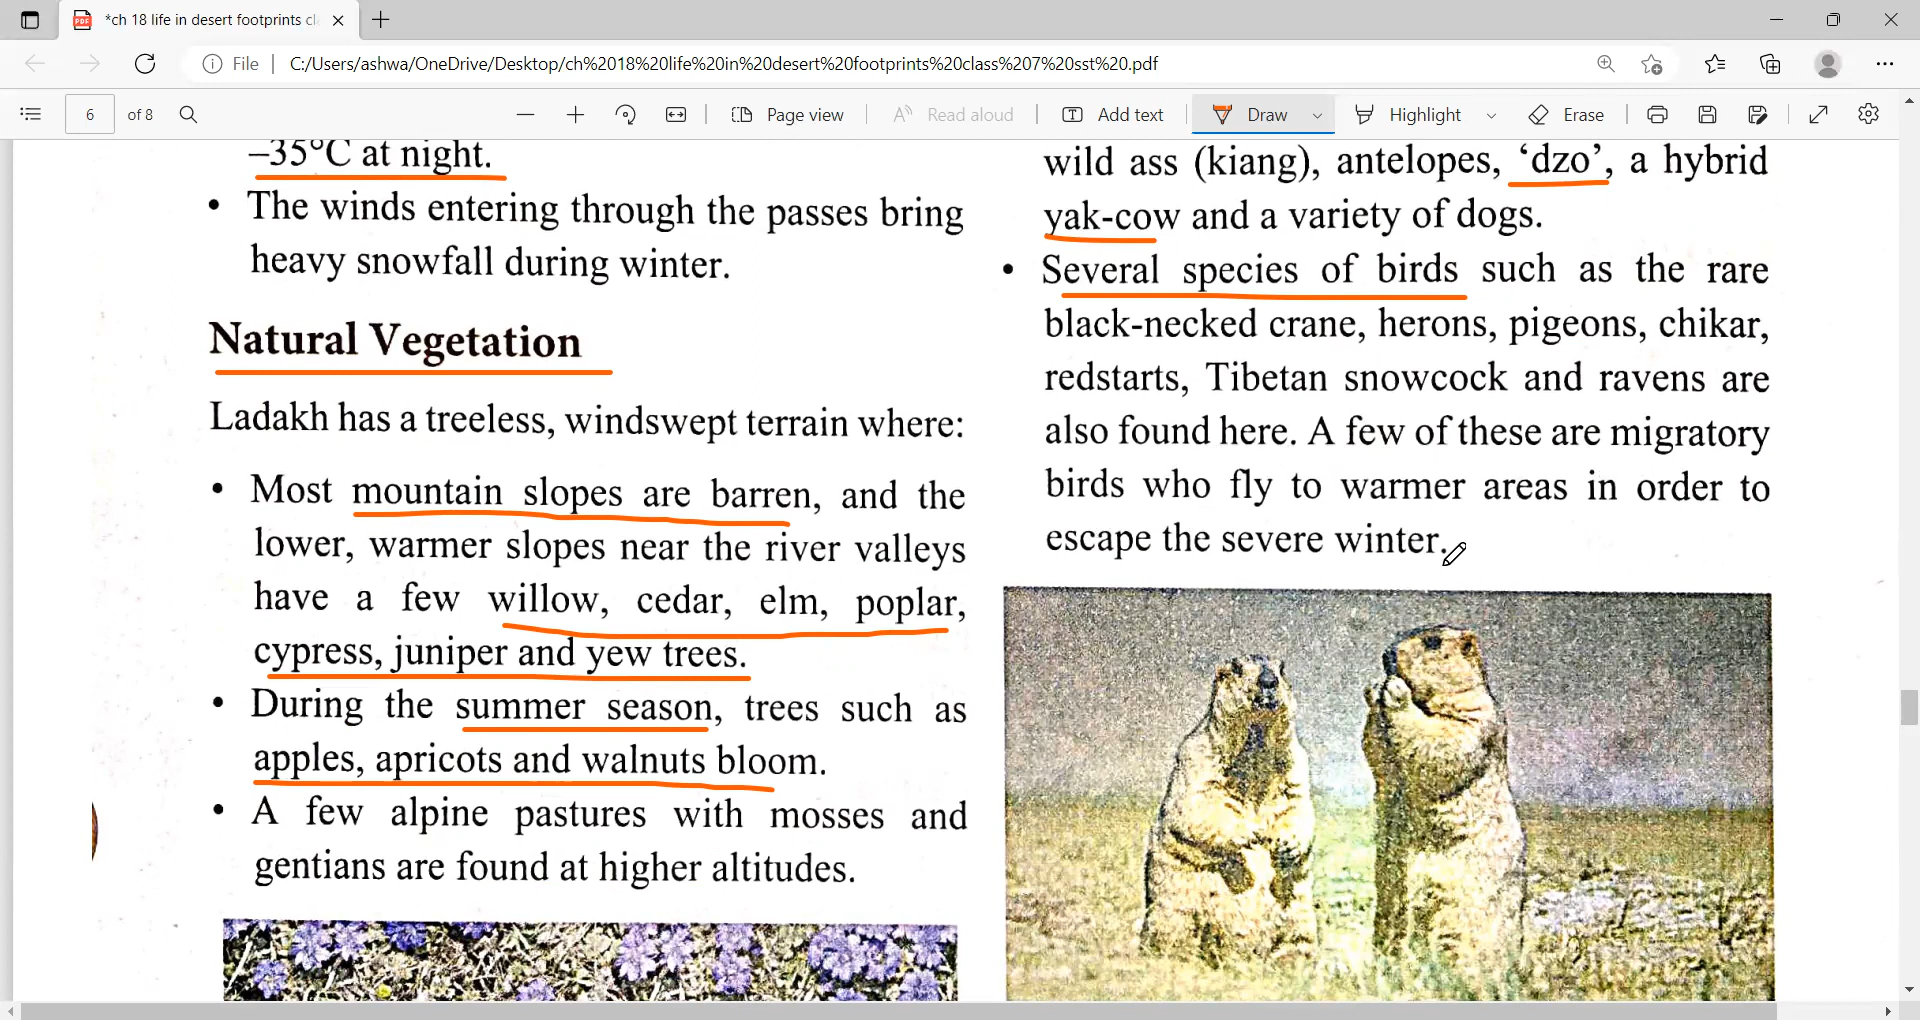 *ch 18 life in desert footprints cl
File
C:/Users/ashwa/OneDrive/Desktop/ch%2018%20life%20in%20desert%20footprints%20class%207%20sst%20.pdf
6 of 8
Page view
Read aloud
Add text
Draw
Highlight
Erase
–35°C at night.
• The winds entering through the passes bring
heavy snowfall during winter.
Natural Vegetation
Ladakh has a treeless, windswept terrain where:
• Most mountain slopes are barren, and the
lower, warmer slopes near the river valleys
have a few willow, cedar, elm, poplar,
cypress, juniper and yew trees.
• During the summer season, trees such as
apples, apricots and walnuts bloom.
• A few alpine pastures with mosses and
gentians are found at higher altitudes.
wild ass (kiang), antelopes, ‘dzo’, a hybrid
yak-cow and a variety of dogs.
• Several species of birds such as the rare
black-necked crane, herons, pigeons, chikar,
redstarts, Tibetan snowcock and ravens are
also found here. A few of these are migratory
birds who fly to warmer areas in order to
escape the severe winter.